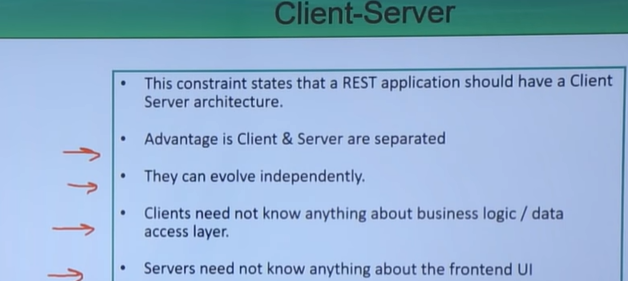 Client-Server
• This constraint states that a REST application should have a Client
Server architecture.
• Advantage is Client & Server are separated
• They can evolve independently.
• Clients need not know anything about business logic / data
access layer.
• Servers need not know anything about the frontend UI